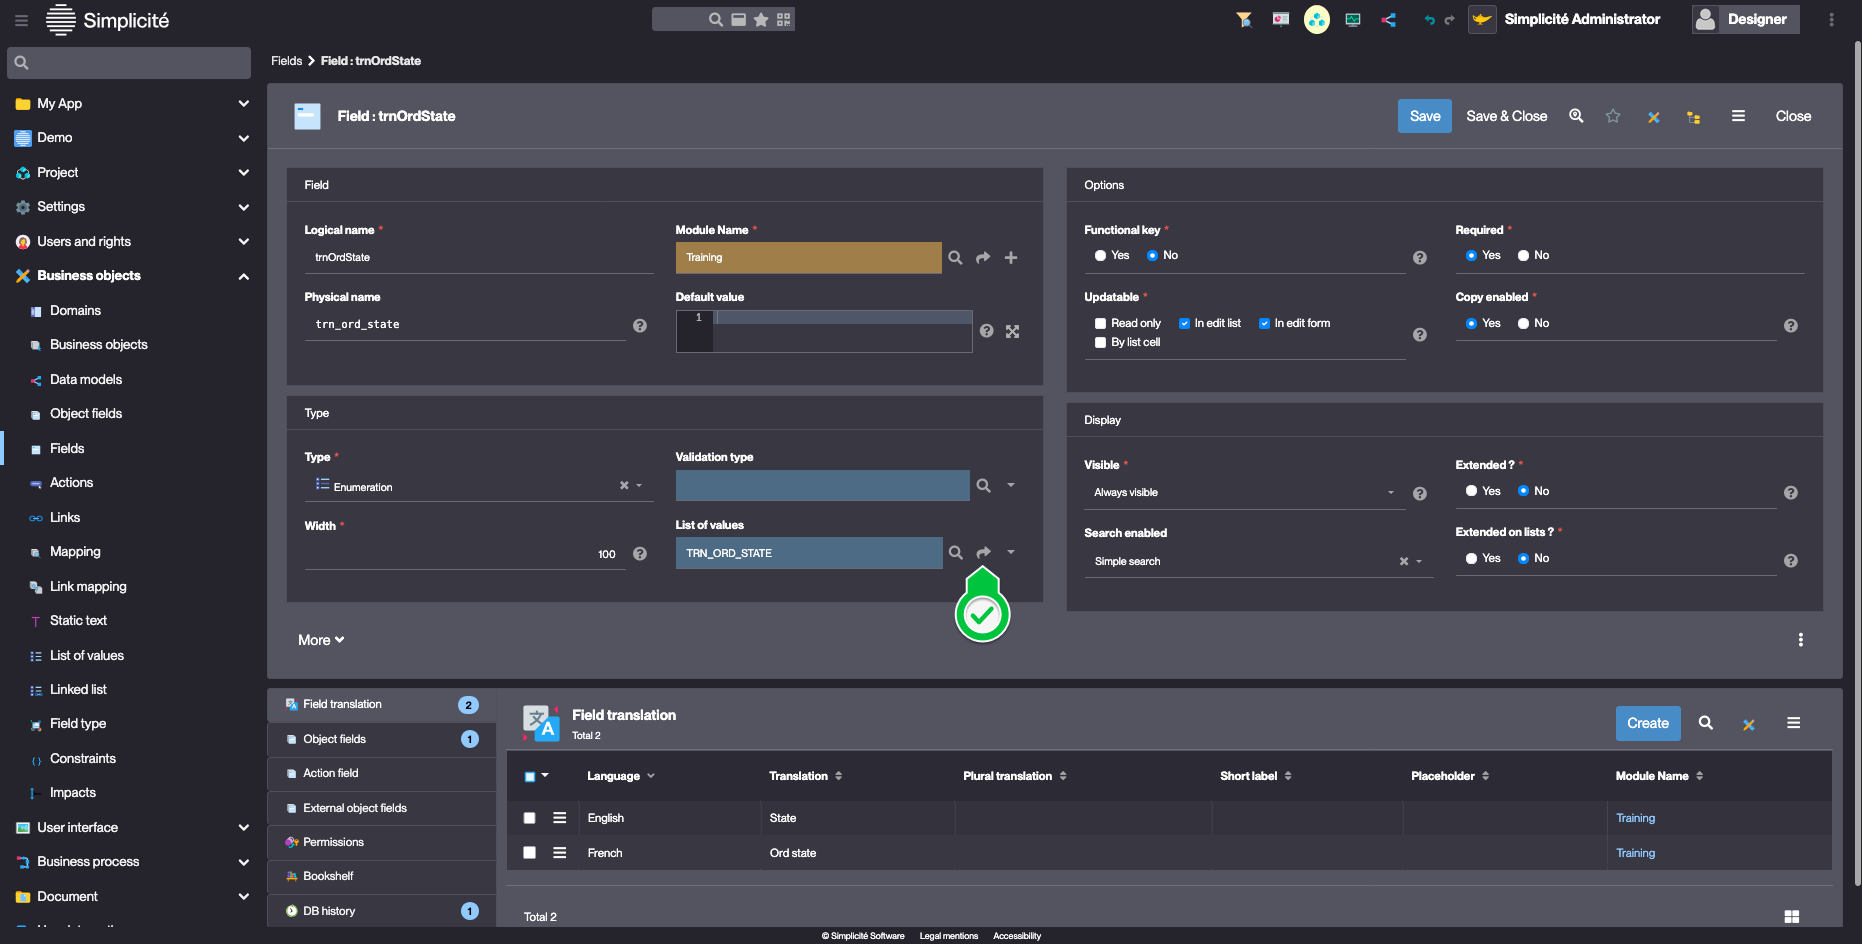 Simplicité
Simplicité Administrator
Designer
Fields
Field : trnOrdState
My App
Demo
Project
Settings
Users and rights
Business objects
Domains
Business objects
Data models
Object fields
Fields
Actions
Links
Mapping
Link mapping
Static text
List of values
Linked list
Field type
Constraints
Impacts
User interface
Business process
Document
Field : trnOrdState
Save
Save & Close
Close
Field
Logical name *
trnOrdState
Module Name *
Training
Physical name
trn_ord_state
Default value
1
Type
Type *
Enumeration
Validation type
Width *
100
List of values
TRN_ORD_STATE
Options
Functional key *
Yes No
Required *
Yes No
Updatable *
Read only In edit list In edit form
By list cell
Copy enabled *
Yes No
Display
Visible *
Always visible
Extended ? *
Yes No
Search enabled
Simple search
Extended on lists ? *
Yes No
More
Field translation 2
Object fields 1
Action field
External object fields
Permissions
Bookshelf
DB history 1
Field translation
Total 2
Create
Language Translation Plural translation Short label Placeholder Module Name
English State Training
French Ord state Training
Total 2
© Simplicité Software Legal mentions Accessibility